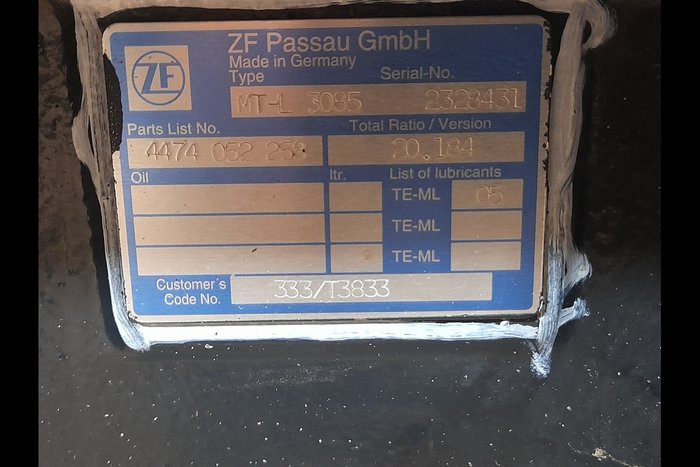 ZF Passau GmbH
ZF
Made in Germany
Type Serial-No.
MT-L 3085 2328431
Parts List No. Total Ratio / Version
4474 052 258 20.184
Oil ltr. List of lubricants
TE-ML 05
TE-ML
TE-ML
Customer's
Code No.
333/T3833